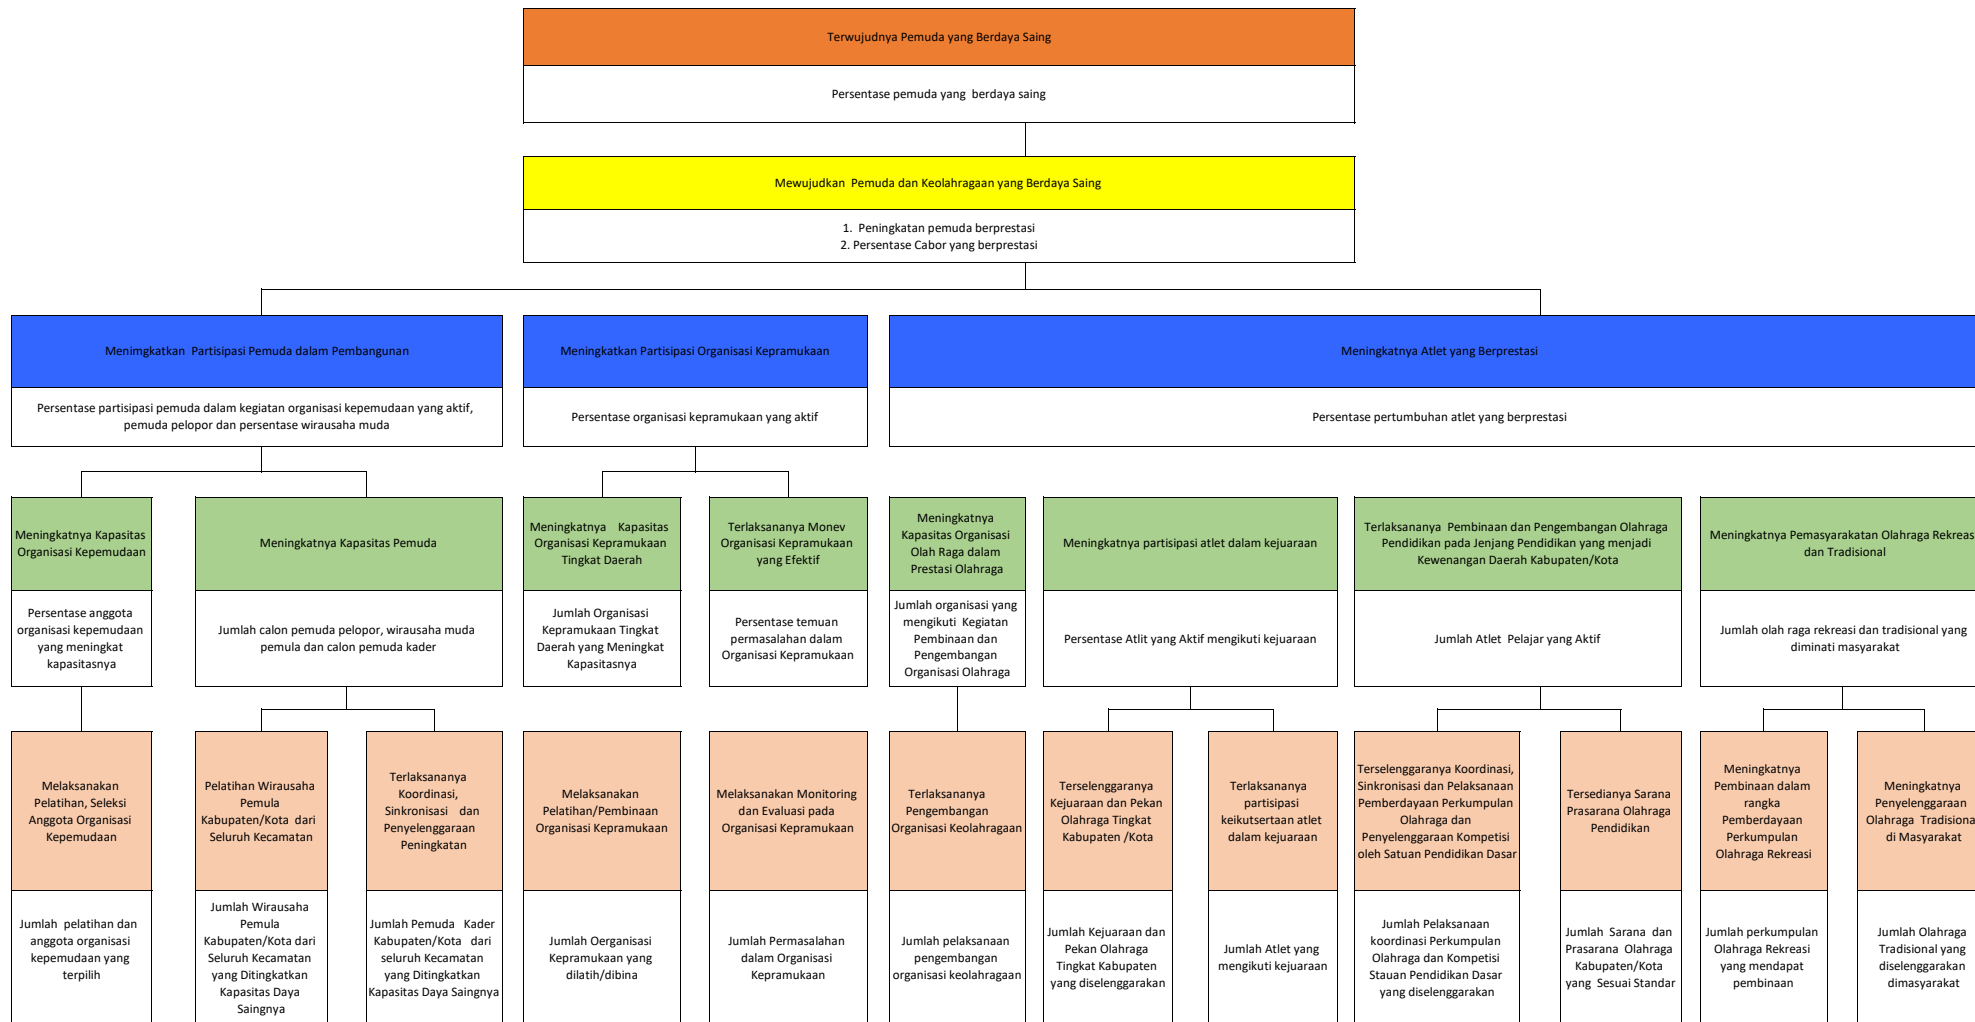 Terwujudnya Pemuda yang Berdaya Saing
Persentase pemuda yang berdaya saing
Mewujudkan Pemuda dan Keolahragaan yang Berdaya Saing
1. Peningkatan pemuda berprestasi
2. Persentase Cabor yang berprestasi
Menimgkatkan Partisipasi Pemuda dalam Pembangunan
Persentase partisipasi pemuda dalam kegiatan organisasi kepemudaan yang aktif,
pemuda pelopor dan persentase wirausaha muda
Meningkatkan Partisipasi Organisasi Kepramukaan
Persentase organisasi kepramukaan yang aktif
Meningkatnya Atlet yang Berprestasi
Persentase pertumbuhan atlet yang berprestasi
Meningkatnya Kapasitas
Organisasi Kepemudaan
Persentase anggota
organisasi kepemudaan
yang meningkat
kapasitasnya
Meningkatnya Kapasitas Pemuda
Jumlah calon pemuda pelopor, wirausaha muda
pemula dan calon pemuda kader
Meningkatnya Kapasitas
Organisasi Kepramukaan
Tingkat Daerah
Jumlah Organisasi
Kepramukaan Tingkat
Daerah yang Meningkat
Kapasitasnya
Terlaksananya Monev
Organisasi Kepramukaan
yang Efektif
Persentase temuan
permasalahan dalam
Organisasi Kepramukaan
Meningkatnya
Kapasitas Organisasi
Olah Raga dalam
Prestasi Olahraga
Jumlah organisasi yang
mengikuti Kegiatan
Pembinaan dan
Pengembangan
Organisasi Olahraga
Meningkatnya partisipasi atlet dalam kejuaraan
Persentase Atlit yang Aktif mengikuti kejuaraan
Terlaksananya Pembinaan dan Pengembangan Olahraga
Pendidikan pada Jenjang Pendidikan yang menjadi
Kewenangan Daerah Kabupaten/Kota
Jumlah Atlet Pelajar yang Aktif
Meningkatnya Pemasyarakatan Olahraga Rekreas
dan Tradisional
Jumlah olah raga rekreasi dan tradisional yang
diminati masyarakat
Melaksanakan
Pelatihan, Seleksi
Anggota Organisasi
Kepemudaan
Jumlah pelatihan dan
anggota organisasi
kepemudaan yang
terpilih
Pelatihan Wirausaha
Pemula
Kabupaten/Kota dari
Seluruh Kecamatan
Jumlah Wirausaha
Pemula
Kabupaten/Kota dari
Seluruh Kecamatan
yang Ditingkatkan
Kapasitas Daya
Saingnya
Terlaksananya
Koordinasi,
Sinkronisasi dan
Penyelenggaraan
Peningkatan
Jumlah Pemuda Kader
Kabupaten/Kota dari
seluruh Kecamatan
yang Ditingkatkan
Kapasitas Daya Saingnya
Melaksanakan
Pelatihan/Pembinaan
Organisasi Kepramukaan
Jumlah Oerganisasi
Kepramukaan yang
dilatih/dibina
Melaksanakan Monitoring
dan Evaluasi pada
Organisasi Kepramukaan
Jumlah Permasalahan
dalam Organisasi
Kepramukaan
Terlaksananya
Pengembangan
Organisasi Keolahragaan
Jumlah pelaksanaan
pengembangan
organisasi keolahragaan
Terselenggaranya
Kejuaraan dan Pekan
Olahraga Tingkat
Kabupaten /Kota
Jumlah Kejuaraan dan
Pekan Olahraga
Tingkat Kabupaten
yang diselenggarakan
Terlaksananya
partisipasi
keikutsertaan atlet
dalam kejuaraan
Jumlah Atlet yang
mengikuti kejuaraan
Terselenggaranya Koordinasi,
Sinkronisasi dan Pelaksanaan
Pemberdayaan Perkumpulan
Olahraga dan
Penyelenggaraan Kompetisi
oleh Satuan Pendidikan Dasar
Jumlah Pelaksanaan
koordinasi Perkumpulan
Olahraga dan Kompetisi
Stauan Pendidikan Dasar
yang diselenggarakan
Tersedianya Sarana
Prasarana Olahraga
Pendidikan
Jumlah Sarana dan
Prasarana Olahraga
Kabupaten/Kota
yang Sesuai Standar
Meningkatnya
Pembinaan dalam
rangka
Pemberdayaan
Perkumpulan
Olahraga Rekreasi
Jumlah perkumpulan
Olahraga Rekreasi
yang mendapat
pembinaan
Meningkatnya
Penyelenggaraan
Olahraga Tradisiona
di Masyarakat
Jumlah Olahraga
Tradisional yang
diselenggarakan
dimasyarakat